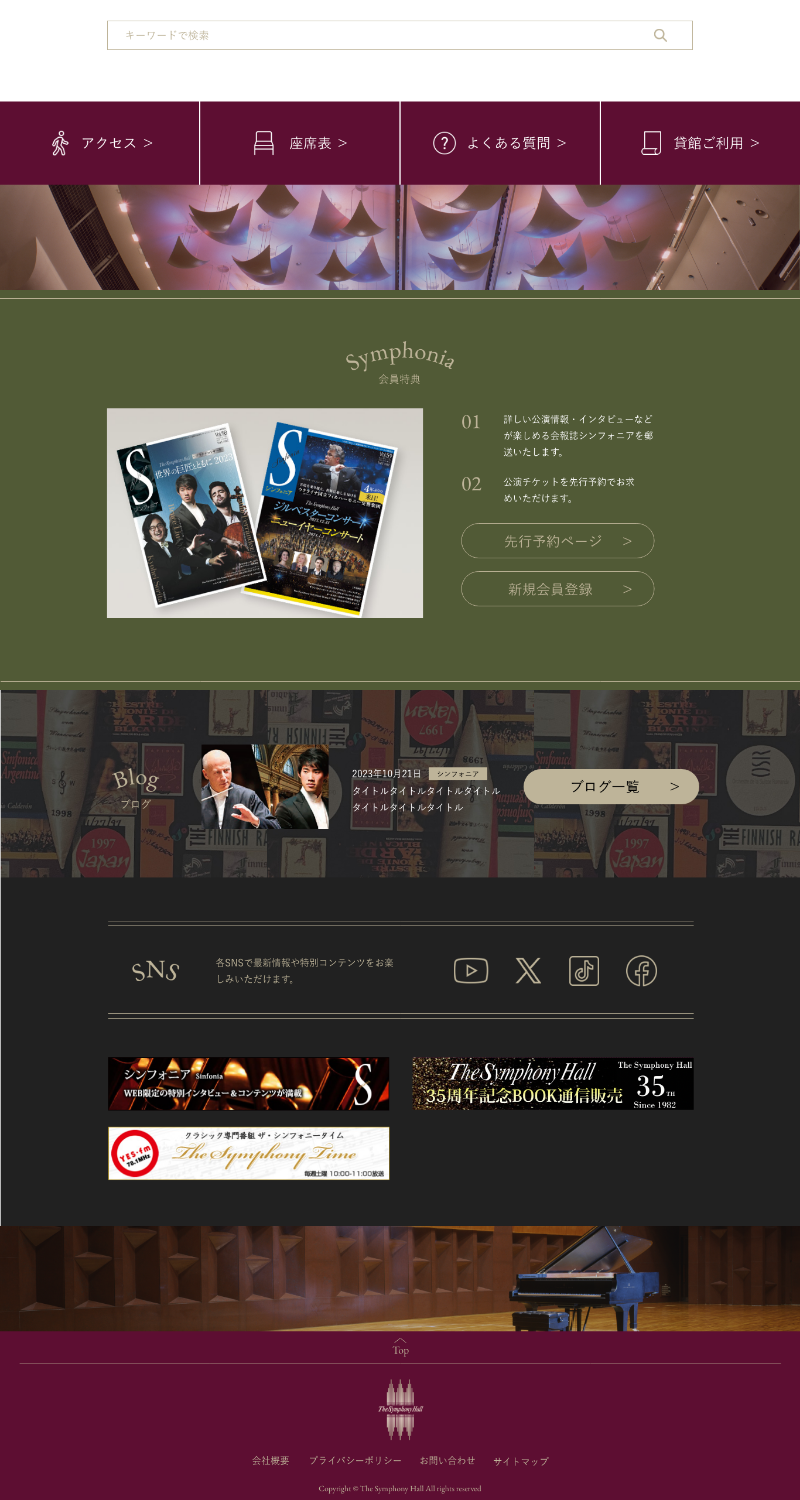 キーワードで検索
アクセス >
座席表 >
よくある質問 >
貸館ご利用 >
Symphonia
会員特典
S
世界の巨匠とともに 2023
S
シンフォニア
The Symphony Hall
ジルベスターコンサート
ニューイヤーコンサート
01
詳しい公演情報・インタビューなど
が楽しめる会報誌シンフォニアを郵
送いたします。
02
公演チケットを先行予約でお求
めいただけます。
先行予約ページ >
新規会員登録 >
Blog
ブログ
2023年10月21日 シンフォニア
タイトルタイトルタイトルタイトル
タイトルタイトルタイトル
ブログ一覧 >
1997
Japan
1998
THE FINNISH
OSR
1997
Japan
SNS
各SNSで最新情報や特別コンテンツをお楽
しみいただけます。
シンフォニア Sinfonia
WEB限定の特別インタビュー&コンテンツが満載
S
The Symphony Hall
35周年記念BOOK通信販売
The Symphony Hall
35TH
Since 1982
YES-fm
78.1MHz
クラシック専門番組 ザ・シンフォニータイム
The Symphony Time
毎週土曜 10:00-11:00放送
Top
The Symphony Hall
会社概要
プライバシーポリシー
お問い合わせ
サイトマップ
Copyright © The Symphony Hall All rights reserved